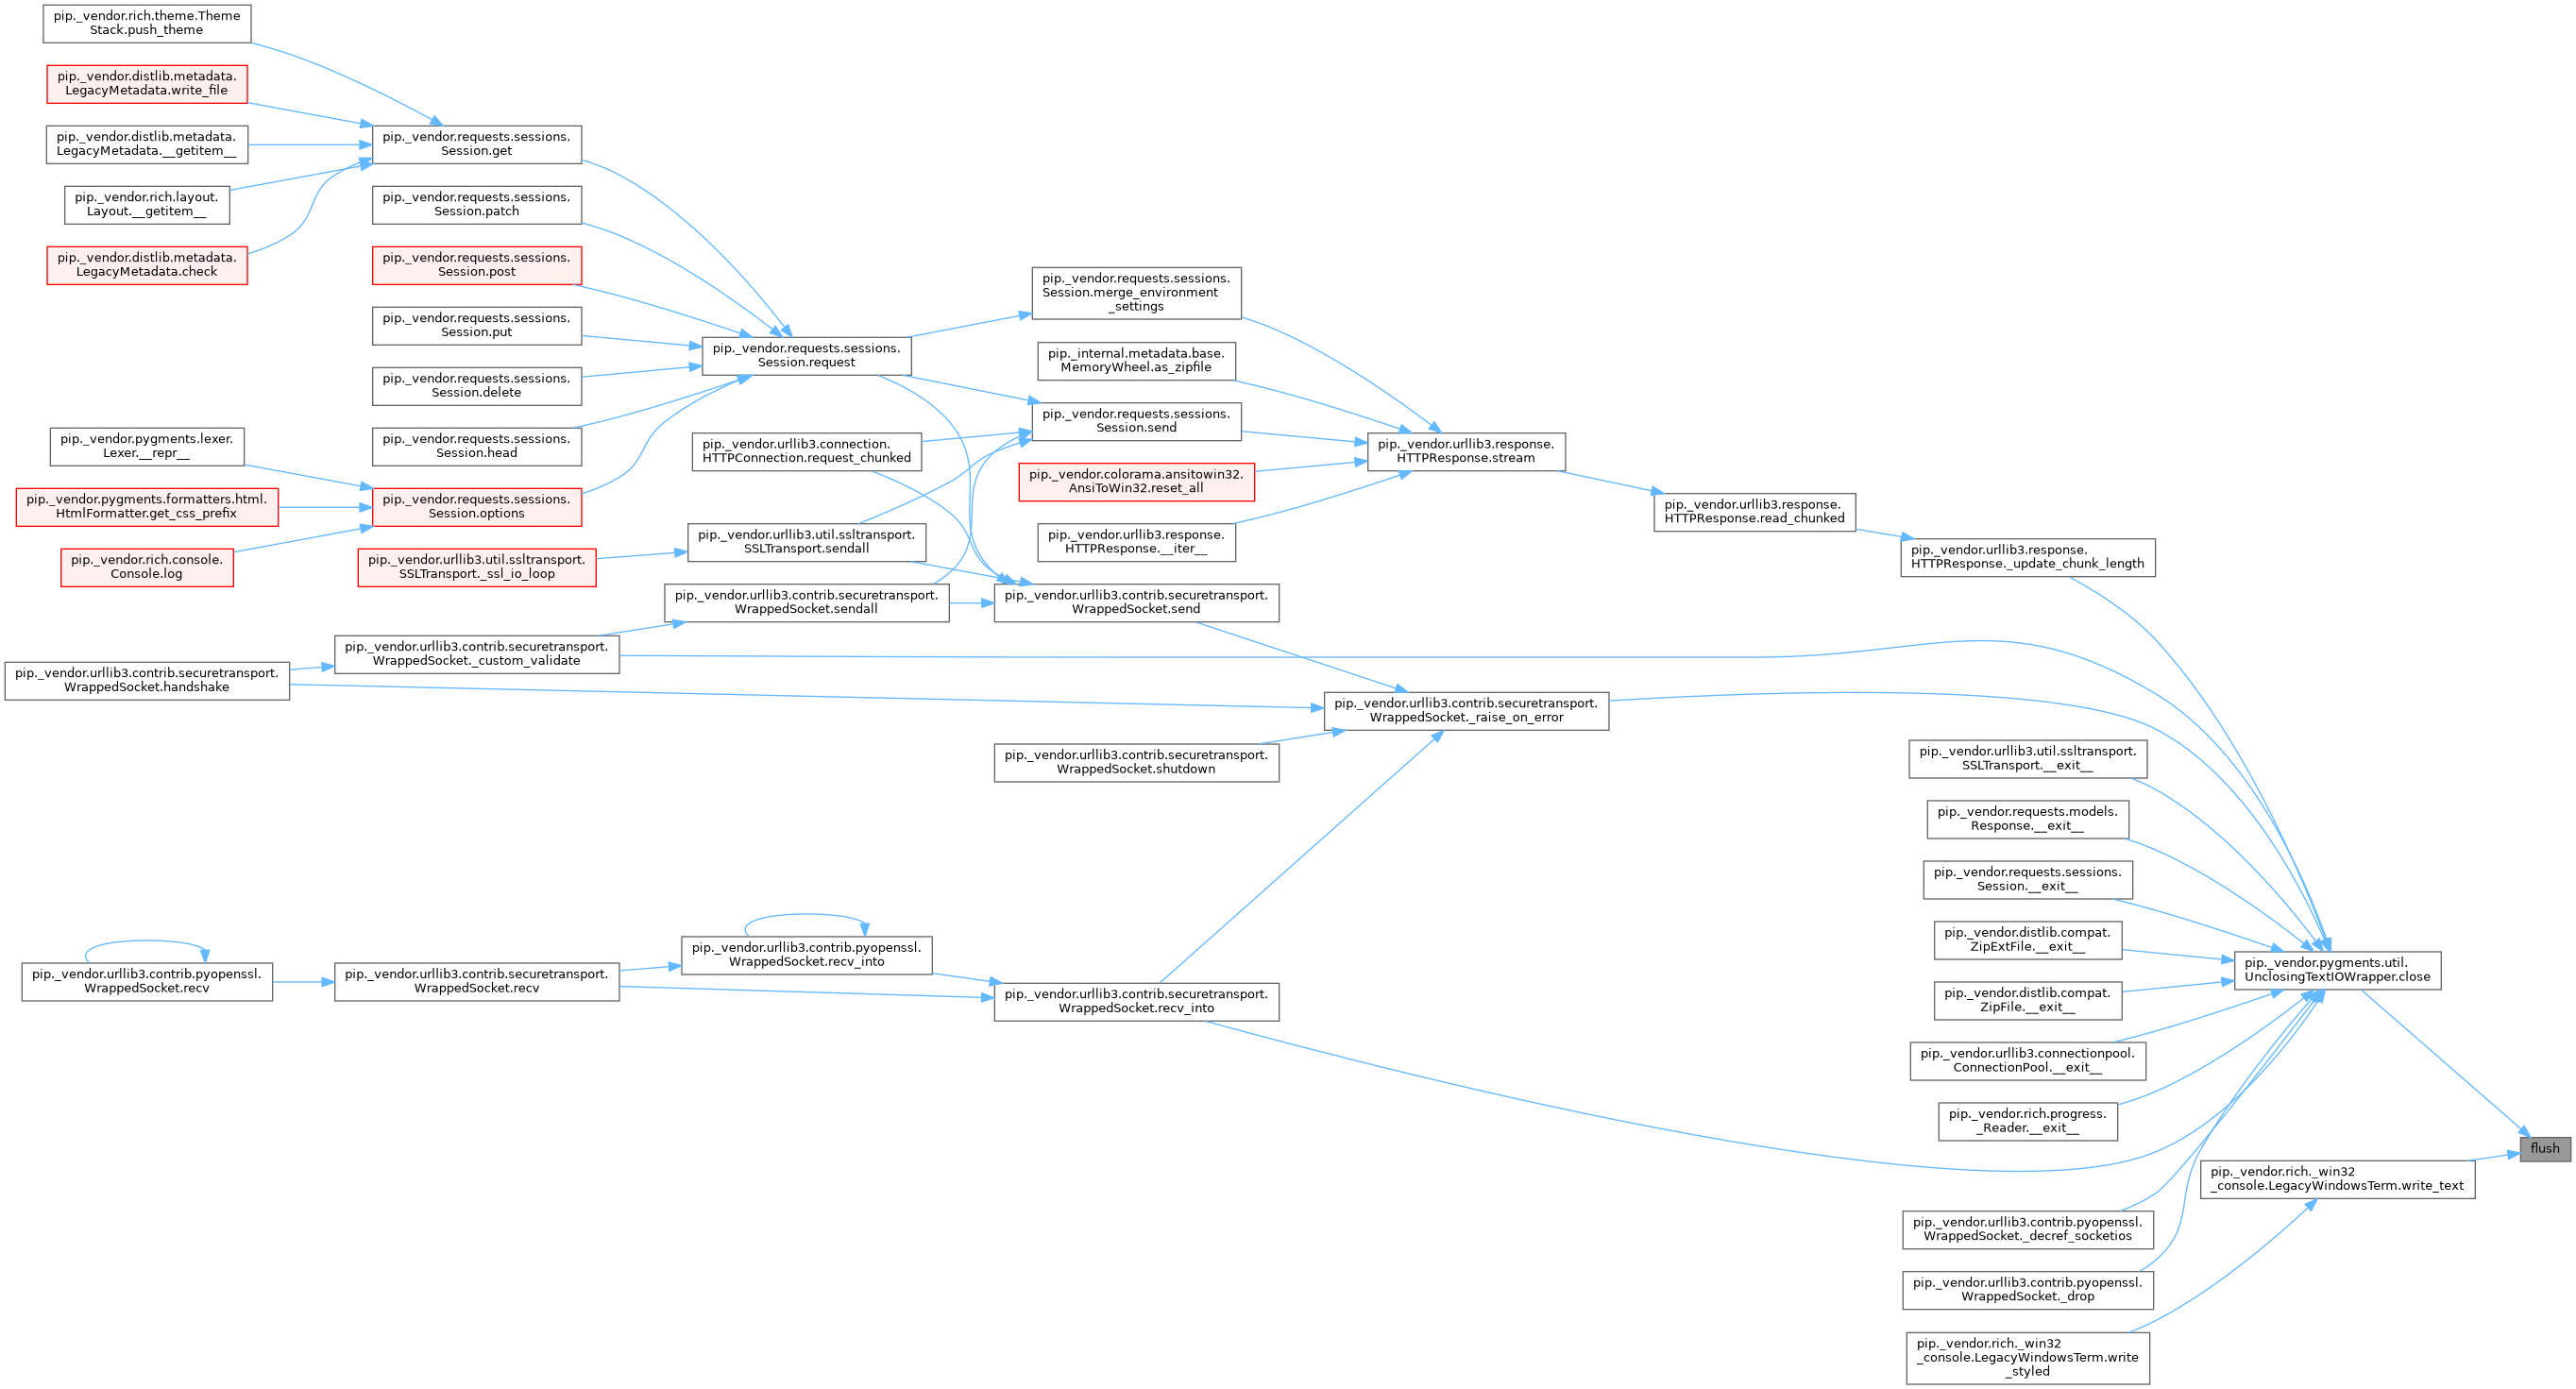 pip._vendor.rich.theme.Theme
Stack.push_theme
pip._vendor.distlib.metadata.
LegacyMetadata.write_file
pip._vendor.distlib.metadata.
LegacyMetadata.__getitem__
pip._vendor.rich.layout.
Layout.__getitem__
pip._vendor.distlib.metadata.
LegacyMetadata.check
pip._vendor.pygments.lexer.
Lexer.__repr__
pip._vendor.pygments.formatters.html.
HtmlFormatter.get_css_prefix
pip._vendor.rich.console.
Console.log
pip._vendor.urllib3.contrib.securetransport.
WrappedSocket.handshake
pip._vendor.urllib3.contrib.pyopenssl.
WrappedSocket.recv
pip._vendor.requests.sessions.
Session.get
pip._vendor.requests.sessions.
Session.patch
pip._vendor.requests.sessions.
Session.post
pip._vendor.requests.sessions.
Session.put
pip._vendor.requests.sessions.
Session.delete
pip._vendor.requests.sessions.
Session.head
pip._vendor.requests.sessions.
Session.options
pip._vendor.urllib3.util.ssltransport.
SSLTransport._ssl_io_loop
pip._vendor.urllib3.contrib.securetransport.
WrappedSocket._custom_validate
pip._vendor.urllib3.contrib.securetransport.
WrappedSocket.recv
pip._vendor.requests.sessions.
Session.request
pip._vendor.urllib3.connection.
HTTPConnection.request_chunked
pip._vendor.urllib3.util.ssltransport.
SSLTransport.sendall
pip._vendor.urllib3.contrib.securetransport.
WrappedSocket.sendall
pip._vendor.urllib3.contrib.pyopenssl.
WrappedSocket.recv_into
pip._vendor.requests.sessions.
Session.merge_environment
_settings
pip._internal.metadata.base.
MemoryWheel.as_zipfile
pip._vendor.requests.sessions.
Session.send
pip._vendor.colorama.ansitowin32.
AnsiToWin32.reset_all
pip._vendor.urllib3.response.
HTTPResponse.__iter__
pip._vendor.urllib3.contrib.securetransport.
WrappedSocket.send
pip._vendor.urllib3.contrib.securetransport.
WrappedSocket.shutdown
pip._vendor.urllib3.contrib.securetransport.
WrappedSocket.recv_into
pip._vendor.urllib3.response.
HTTPResponse.stream
pip._vendor.urllib3.contrib.securetransport.
WrappedSocket._raise_on_error
pip._vendor.urllib3.response.
HTTPResponse.read_chunked
pip._vendor.urllib3.response.
HTTPResponse._update_chunk_length
pip._vendor.urllib3.util.ssltransport.
SSLTransport.__exit__
pip._vendor.requests.models.
Response.__exit__
pip._vendor.requests.sessions.
Session.__exit__
pip._vendor.distlib.compat.
ZipExtFile.__exit__
pip._vendor.distlib.compat.
ZipFile.__exit__
pip._vendor.urllib3.connectionpool.
ConnectionPool.__exit__
pip._vendor.rich.progress.
_Reader.__exit__
pip._vendor.urllib3.contrib.pyopenssl.
WrappedSocket._decref_socketios
pip._vendor.urllib3.contrib.pyopenssl.
WrappedSocket._drop
pip._vendor.rich._win32
_console.LegacyWindowsTerm.write
_styled
pip._vendor.pygments.util.
UnclosingTextIOWrapper.close
pip._vendor.rich._win32
_console.LegacyWindowsTerm.write_text
flush